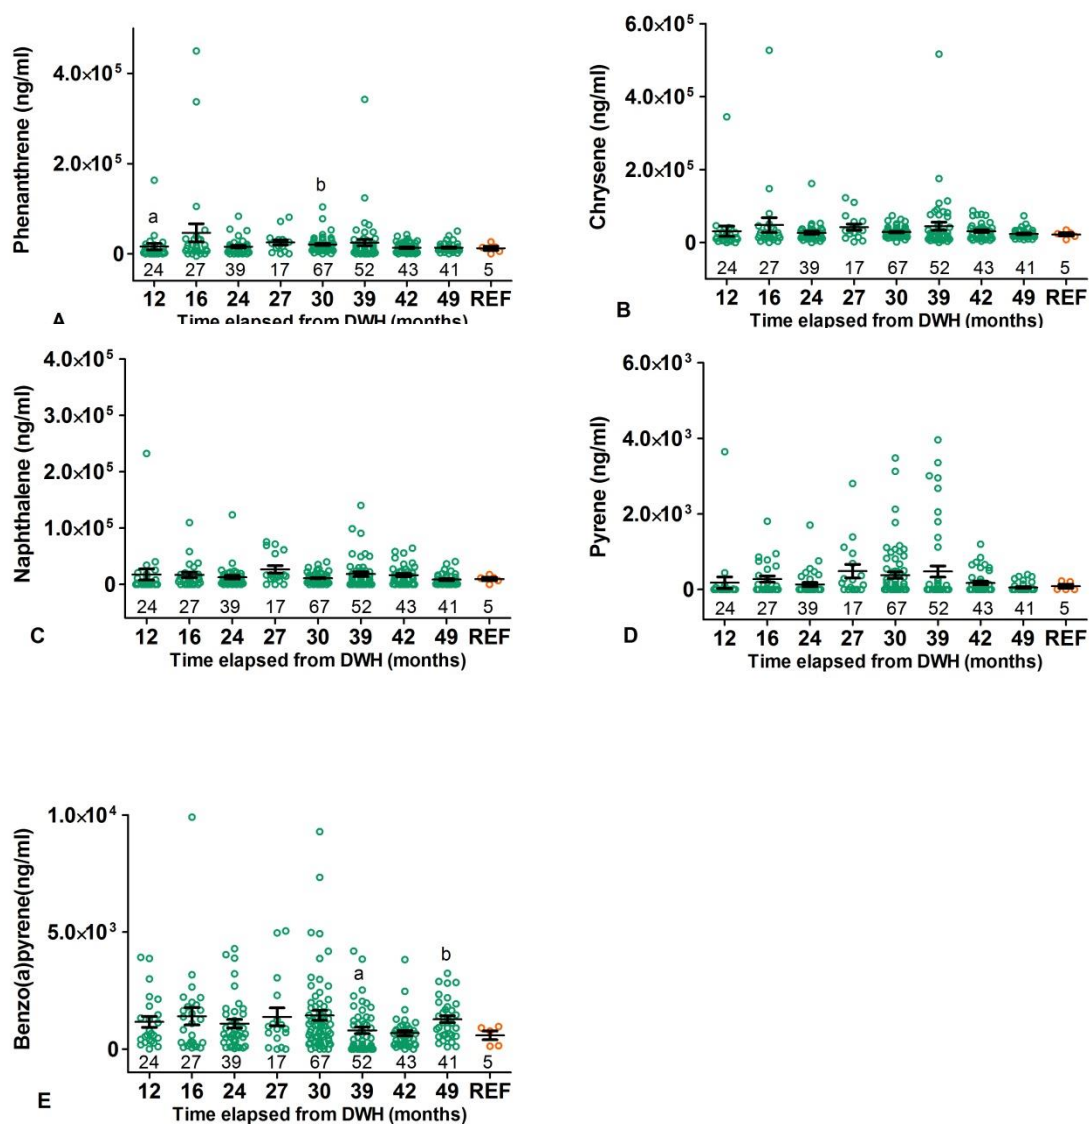 Phenanthrene (ng/ml)
4.0×10⁵
2.0×10⁵
0
a
b
24 27 39 17 67 52 43 41 5
12 16 24 27 30 39 42 49 REF
A
Time elapsed from DWH (months)
Chrysene (ng/ml)
6.0×10⁵
4.0×10⁵
2.0×10⁵
0
24 27 39 17 67 52 43 41 5
12 16 24 27 30 39 42 49 REF
B
Time elapsed from DWH (months)
Naphthalene (ng/ml)
4.0×10⁵
3.0×10⁵
2.0×10⁵
1.0×10⁵
0
24 27 39 17 67 52 43 41 5
12 16 24 27 30 39 42 49 REF
C
Time elapsed from DWH (months)
Pyrene (ng/ml)
6.0×10³
4.0×10³
2.0×10³
0
24 27 39 17 67 52 43 41 5
12 16 24 27 30 39 42 49 REF
D
Time elapsed from DWH (months)
Benzo(a)pyrene(ng/ml)
1.0×10⁴
5.0×10³
0
a
b
24 27 39 17 67 52 43 41 5
12 16 24 27 30 39 42 49 REF
E
Time elapsed from DWH (months)